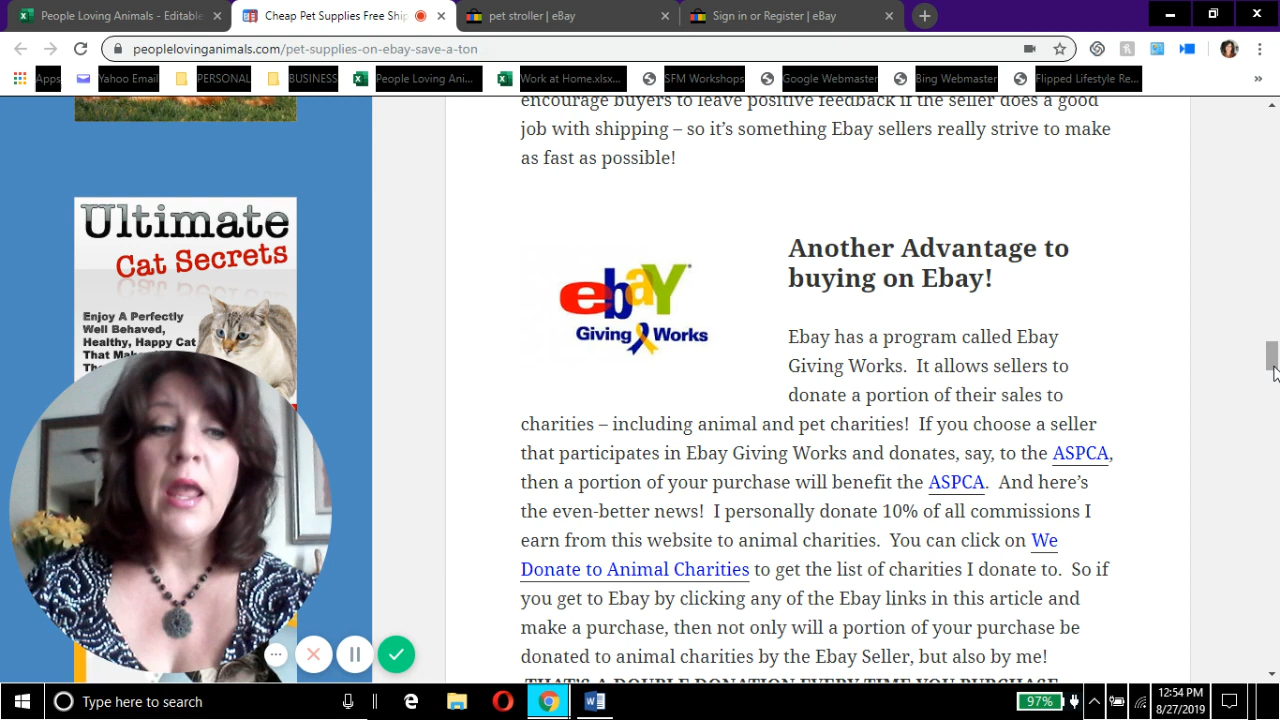 People Loving Animals - Editable
Cheap Pet Supplies Free Ship
pet stroller | eBay
Sign in or Register | eBay
peoplelovinganimals.com/pet-supplies-on-ebay-save-a-ton
Apps
Yahoo Email
PERSONAL
BUSINESS
People Loving Ani...
Work at Home.xlsx...
SFM Workshops
Google Webmaster
Bing Webmaster
Flipped Lifestyle Re...
»
encourage buyers to leave positive feedback if the seller does a good
job with shipping – so it's something Ebay sellers really strive to make
as fast as possible!
Ultimate
Cat Secrets
Enjoy A Perfectly
Well Behaved,
Healthy, Happy Cat
ebay
Giving Works
Another Advantage to
buying on Ebay!
Ebay has a program called Ebay
Giving Works. It allows sellers to
donate a portion of their sales to
charities – including animal and pet charities! If you choose a seller
that participates in Ebay Giving Works and donates, say, to the ASPCA,
then a portion of your purchase will benefit the ASPCA. And here's
the even-better news! I personally donate 10% of all commissions I
earn from this website to animal charities. You can click on We
Donate to Animal Charities to get the list of charities I donate to. So if
you get to Ebay by clicking any of the Ebay links in this article and
make a purchase, then not only will a portion of your purchase be
donated to animal charities by the Ebay Seller, but also by me!
THAT'S A DOUBLE DONATION EVERY TIME YOU PURCHASE
Type here to search
97%
12:54 PM
8/27/2019